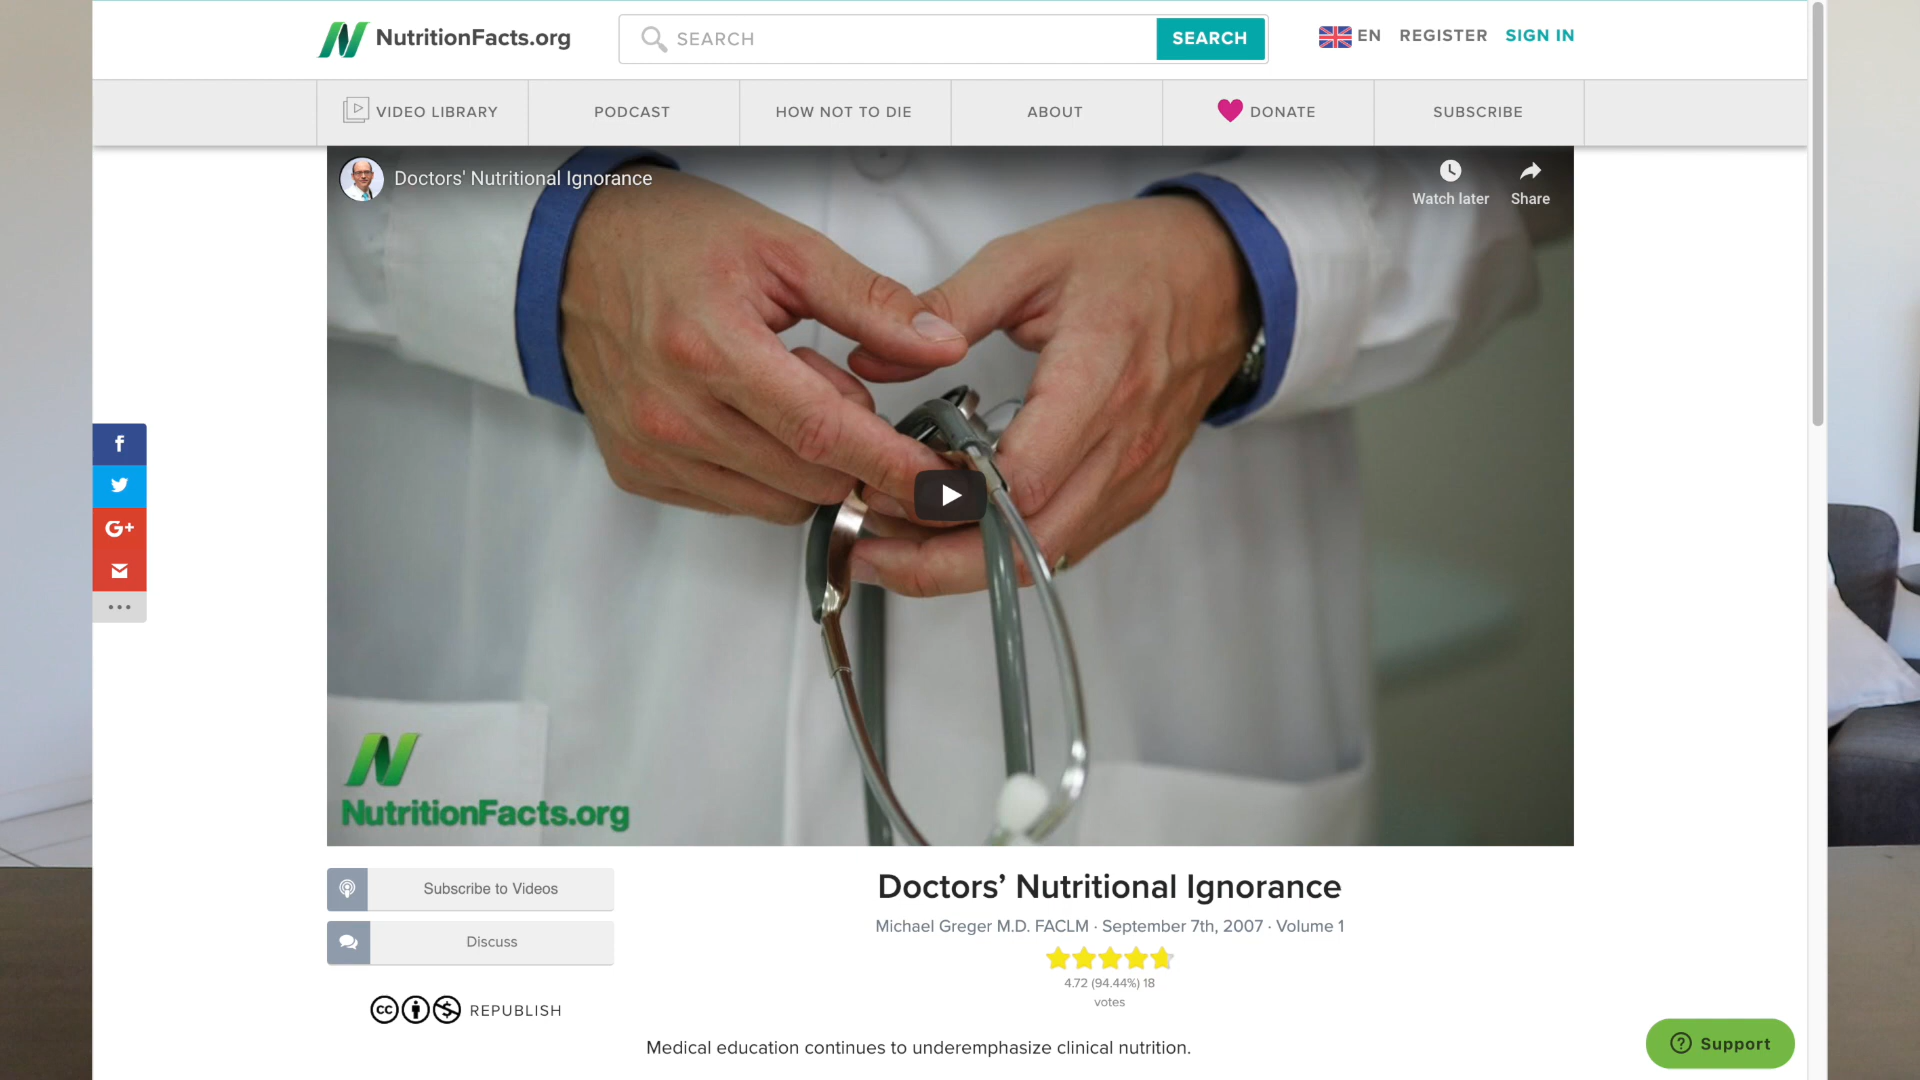 NutritionFacts.org
SEARCH
SEARCH
EN
REGISTER
SIGN IN
VIDEO LIBRARY
PODCAST
HOW NOT TO DIE
ABOUT
DONATE
SUBSCRIBE
Doctors' Nutritional Ignorance
Watch later
Share
f
G+
NutritionFacts.org
Subscribe to Videos
Discuss
cc
REPUBLISH
Doctors’ Nutritional Ignorance
Michael Greger M.D. FACLM · September 7th, 2007 · Volume 1
4.72 (94.44%) 18
votes
Medical education continues to underemphasize clinical nutrition.
? Support